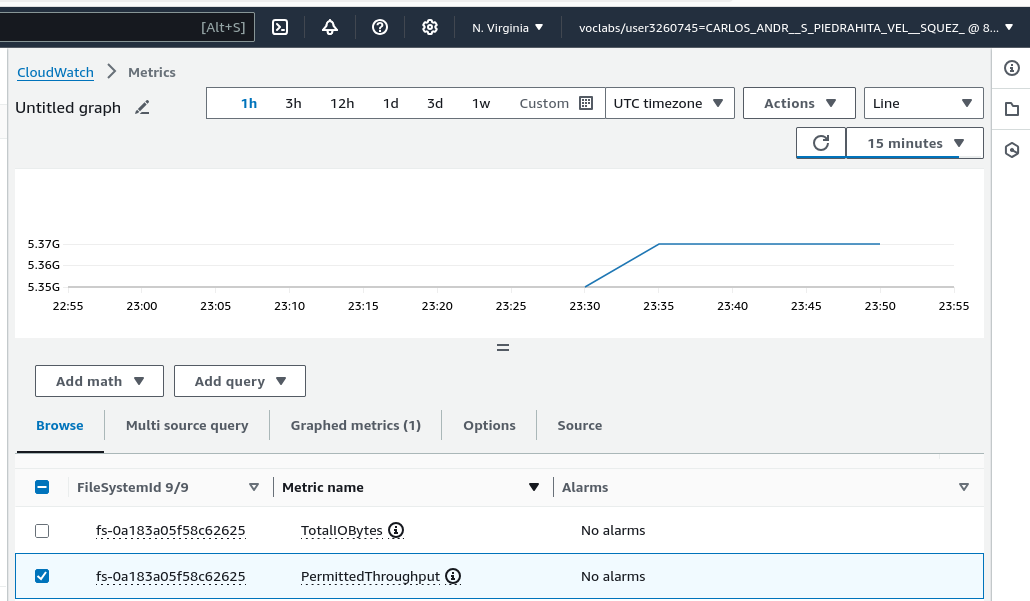 [Alt+S] N. Virginia voclabs/user3260745=CARLOS_ANDR__S_PIEDRAHITA_VEL__SQUEZ_ @ 8...
CloudWatch Metrics
Untitled graph 1h 3h 12h 1d 3d 1w Custom UTC timezone Actions Line
15 minutes
5.37G
5.36G
5.35G
22:55 23:00 23:05 23:10 23:15 23:20 23:25 23:30 23:35 23:40 23:45 23:50 23:55
Add math Add query
Browse Multi source query Graphed metrics (1) Options Source
FileSystemId 9/9 Metric name Alarms
fs-0a183a05f58c62625 TotalIOBytes No alarms
fs-0a183a05f58c62625 PermittedThroughput No alarms